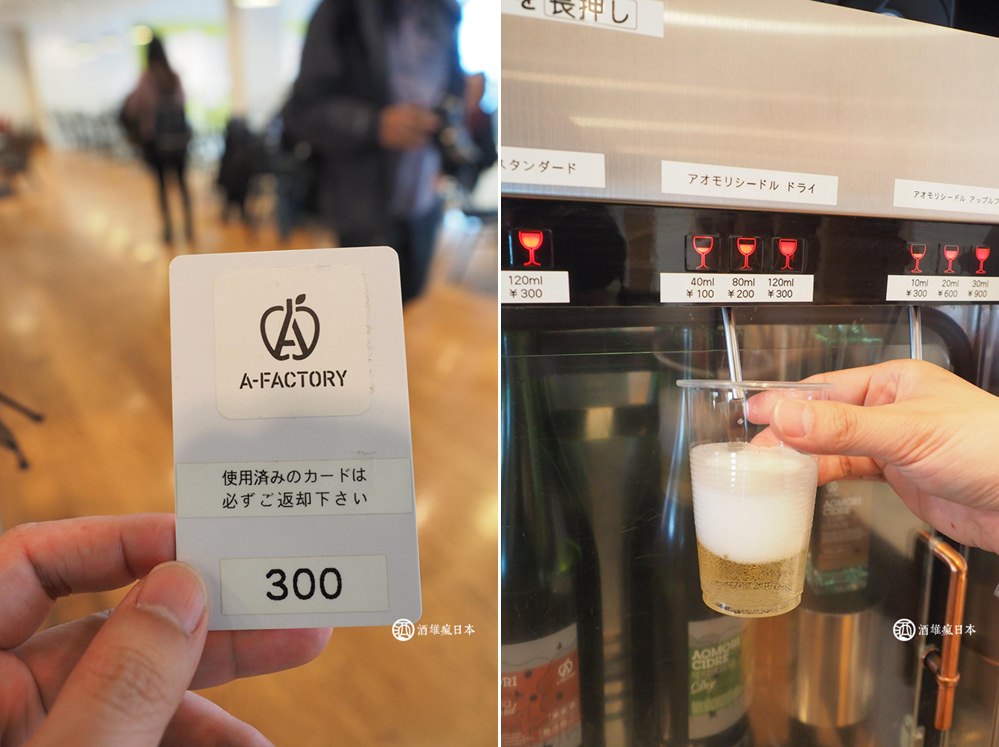 A-FACTORY
使用済みのカードは
必ずご返却下さい
300
酒雄瘋日本
を長押し
スタンダード
アオモリシードル ドライ
アオモリシードル アップルブ
120ml
¥300
40ml 80ml 120ml
¥100 ¥200 ¥300
10ml 20ml 30ml
¥300 ¥600 ¥900
AOMORI
CIDRE
Dry
酒雄瘋日本